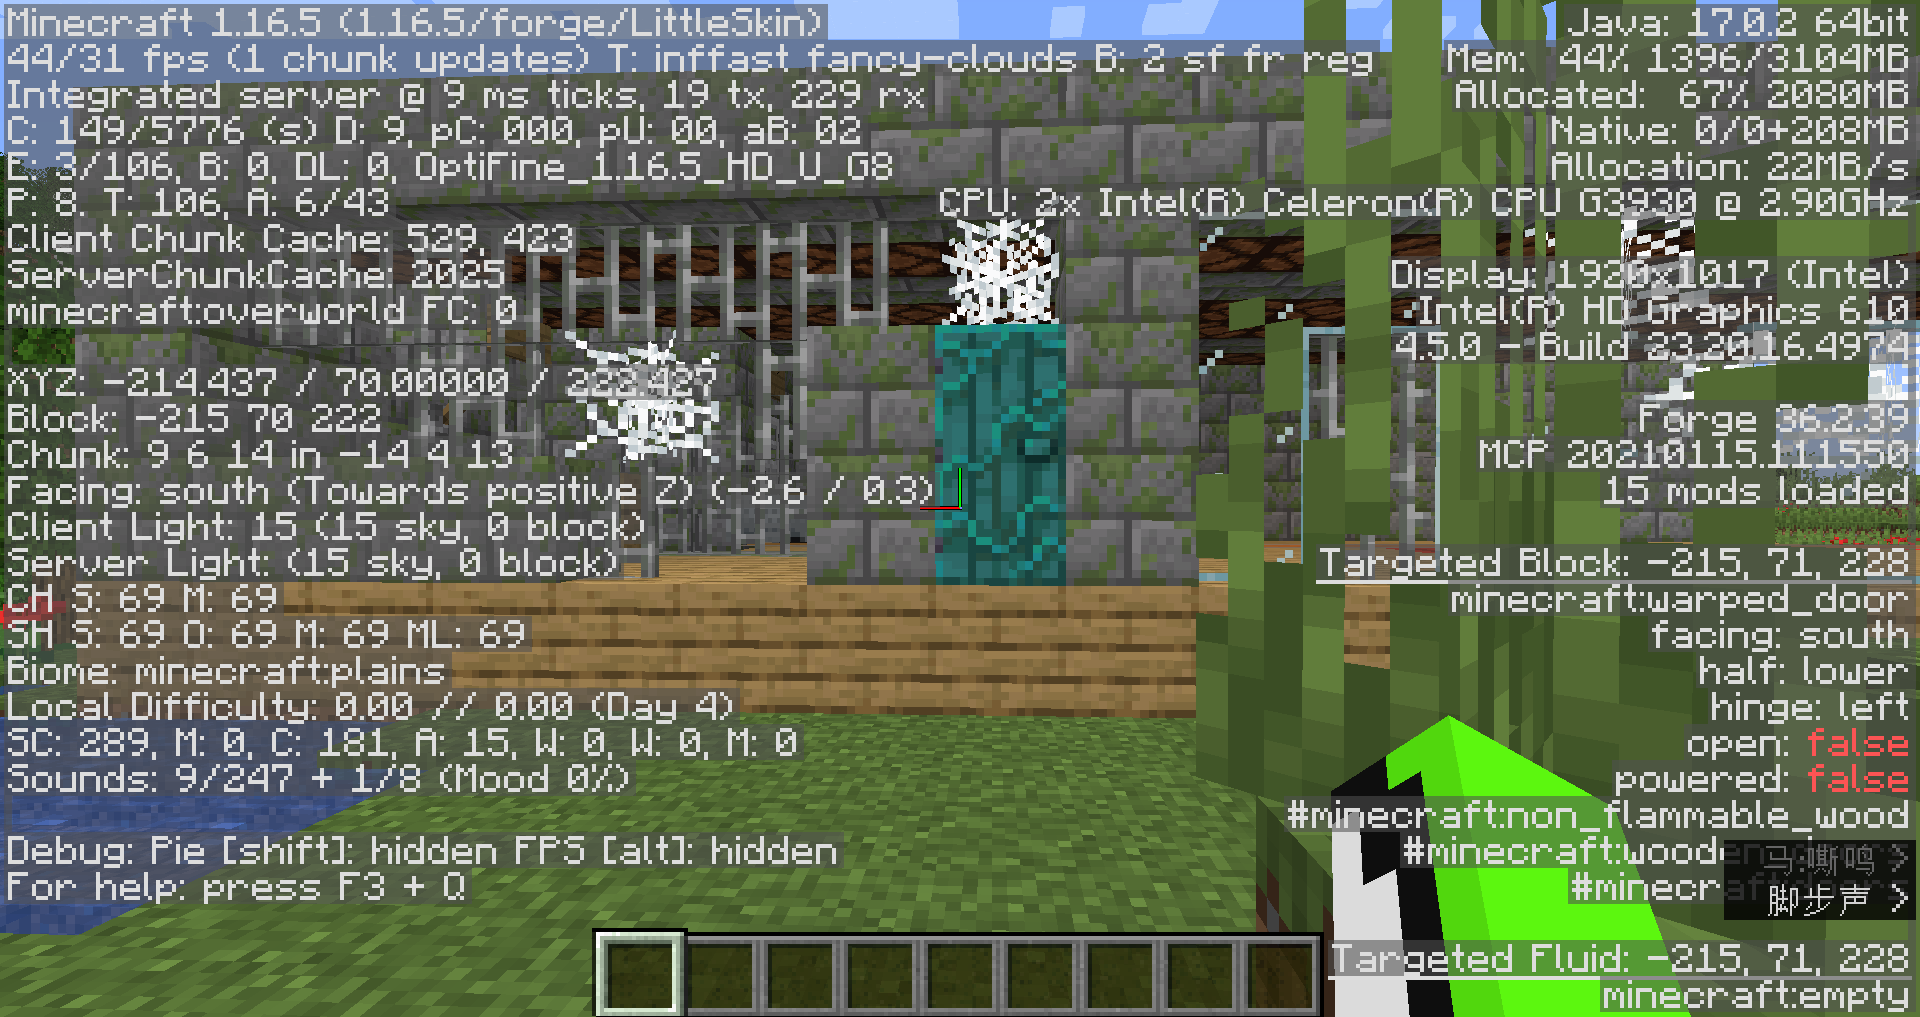 Minecraft 1.16.5 (1.16.5/forge/LittleSkin)
44/31 fps (1 chunk updates) T: inffast fancy-clouds B: 2 sf fr reg
Integrated server @ 9 ms ticks, 19 tx, 229 rx
C: 149/5776 (s) D: 9, pC: 000, pU: 00, aB: 02
E: 3/106, B: 0, DL: 0, OptiFine_1.16.5_HD_U_G8
P: 8. T: 106, A: 6/43
Client Chunk Cache: 529, 423
ServerChunkCache: 2025
minecraft:overworld FC: 0
XYZ: -214.437 / 70.00000 /
Block: -215 70 222
Chunk: 9 6 14 in -14 4 13
Facing: south (Towards positive Z) (-2.6 / 0.3)
Client Light: 15 (15 sky, 0 block)
Server Light: (15 sky, 0 block)
CH S: 69 M: 69
SH S: 69 O: 69 M: 69 ML: 69
Biome: minecraft:plains
Local Difficulty: 0.00 // 0.00 (Day 4)
SC: 289, M: 0, C: 181, A: 15, W: 0, W: 0, M: 0
Sounds: 9/247 + 1/8 (Mood 0%)
Debug: Pie [shift]: hidden FPS [alt]: hidden
For help: press F3 + Q
Java: 17.0.2 64bit
Mem: 44% 1396/3104MB
Allocated: 67% 2080MB
Native: 0/0+208MB
Allocation: 22MB/s
CPU: 2x Intel(R) Celeron(R) CPU G3930 @ 2.90GHz
Display: 1920x1017 (Intel)
Intel(R) HD Graphics 610
4.5.0 - Build 23.20.16.4974
Forge 36.2.39
MCP 20210115.111550
15 mods loaded
Targeted Block: -215, 71, 228
minecraft:warped_door
facing: south
half: lower
hinge: left
open: false
powered: false
#minecraft:non_flammable_wood
#minecraft:wooden_doors
#minecraft:doors
马:嘶鸣 >
脚步声 >
Targeted Fluid: -215, 71, 228
minecraft:empty